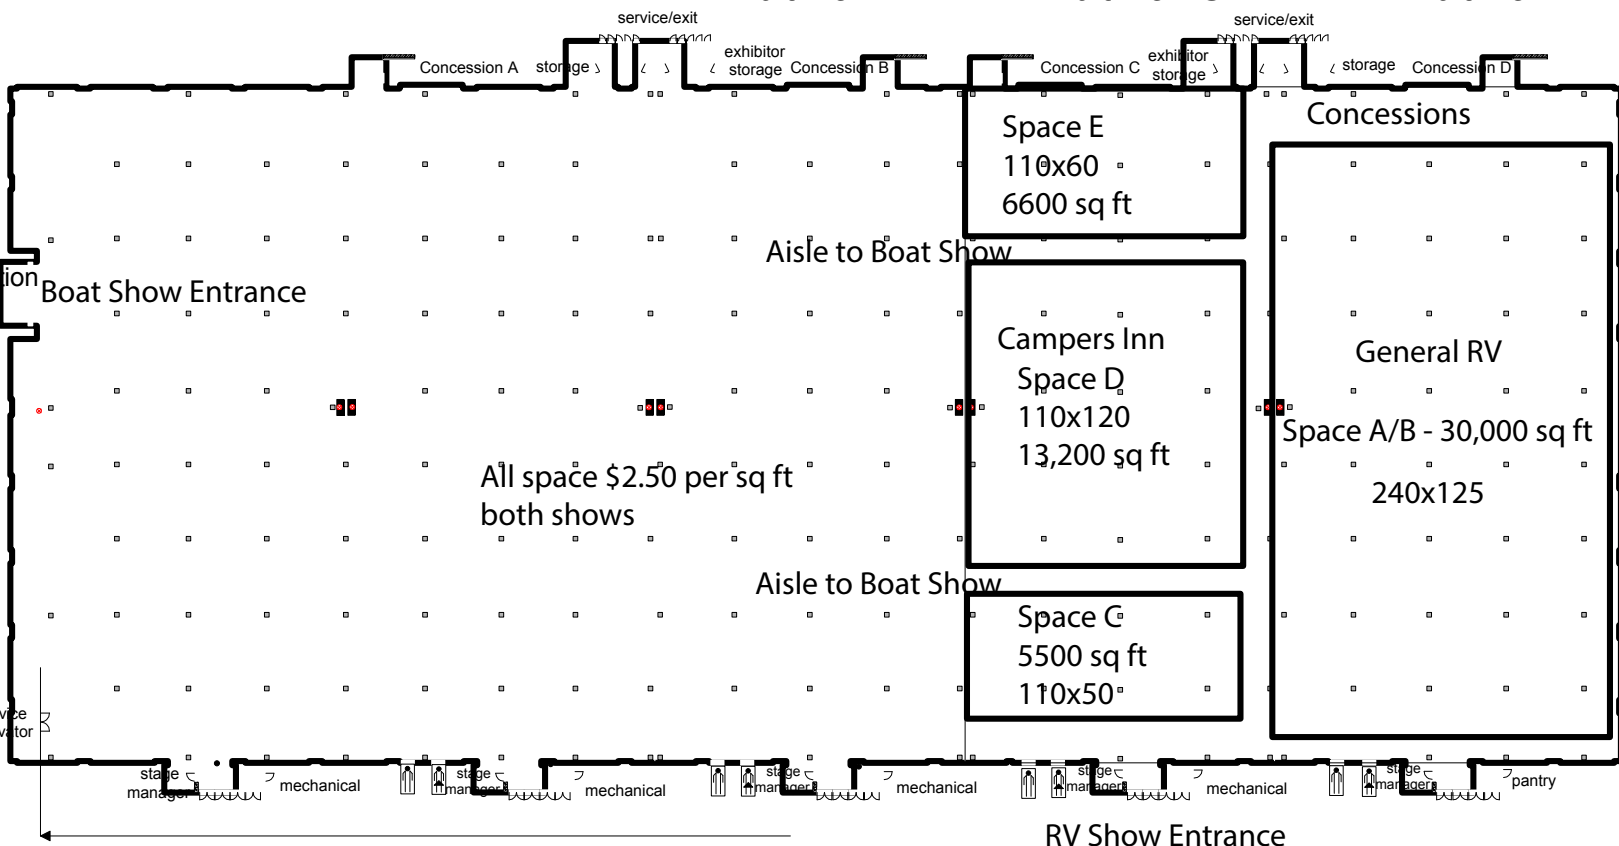 service/exit
service/exit
Concession A
storage
exhibitor
storage
Concession B
Concession C
exhibitor
storage
storage
Concession D
Concessions
Space E
110x60
6600 sq ft
Aisle to Boat Show
Boat Show Entrance
Campers Inn
Space D
110x120
13,200 sq ft
General RV
Space A/B - 30,000 sq ft
240x125
All space $2.50 per sq ft
both shows
Aisle to Boat Show
Space C
5500 sq ft
110x50
stage
manager
mechanical
stage
manager
mechanical
stage
manager
mechanical
stage
manager
mechanical
stage
manager
pantry
RV Show Entrance